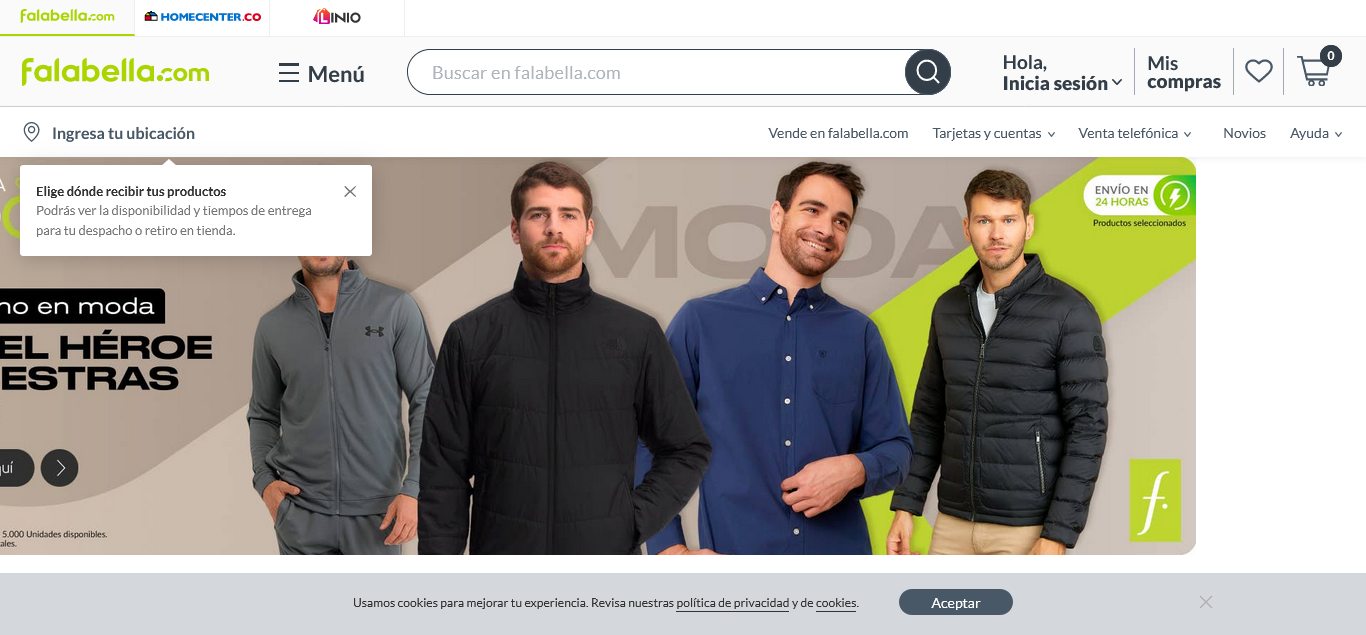 falabella.com
HOMECENTER.CO
LINIO
falabella.com
Menú
Buscar en falabella.com
Hola,
Inicia sesión
Mis
compras
0
Ingresa tu ubicación
Vende en falabella.com
Tarjetas y cuentas
Venta telefónica
Novios
Ayuda
Elige dónde recibir tus productos
Podrás ver la disponibilidad y tiempos de entrega
para tu despacho o retiro en tienda.
MODA
ENVÍO EN
24 HORAS
Productos seleccionados
no en moda
EL HÉROE
ESTRAS
quí
f.
5.000 Unidades disponibles.
ales.
Usamos cookies para mejorar tu experiencia. Revisa nuestras política de privacidad y de cookies.
Aceptar